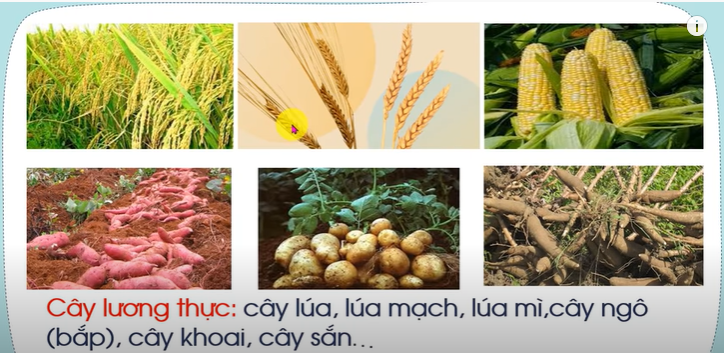 Cây lương thực: cây lúa, lúa mạch, lúa mì,cây ngô
(bắp), cây khoai, cây sắn...